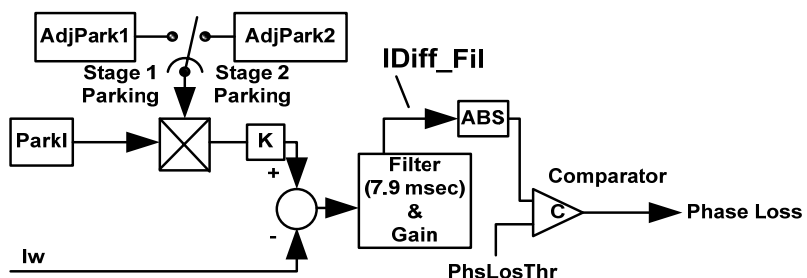 AdjPark1
AdjPark2
Stage 1
Parking
Stage 2
Parking
IDiff_Fil
ParkI
K
ABS
+
-
Filter
(7.9 msec)
&
Gain
Comparator
C
Phase Loss
Iw
PhsLosThr